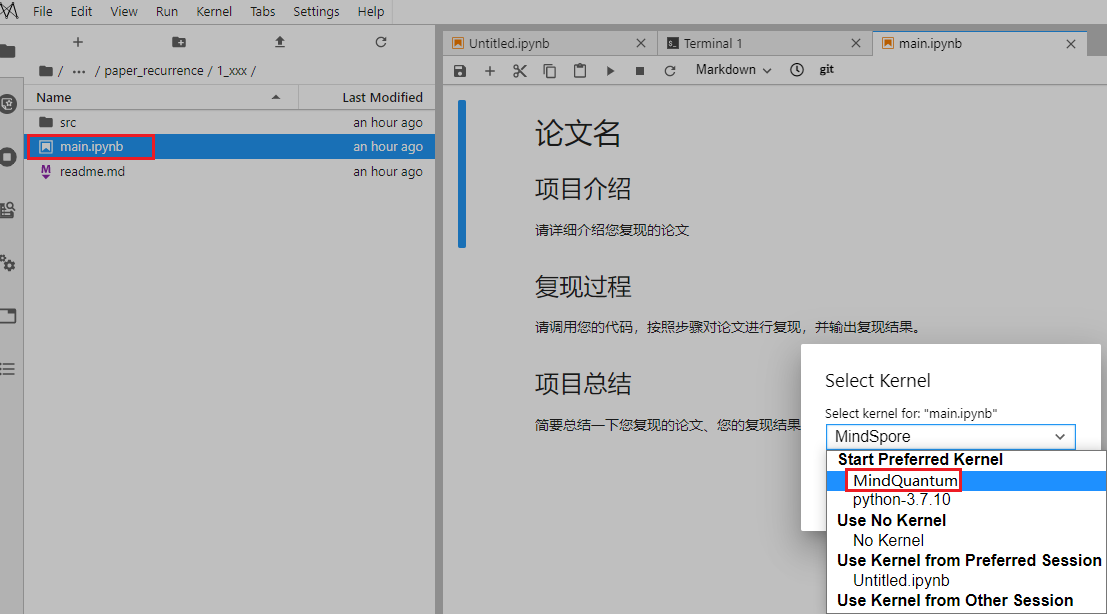 File Edit View Run Kernel Tabs Settings Help
/ ··· / paper_recurrence / 1_xxx /
Name Last Modified
src an hour ago
main.ipynb an hour ago
readme.md an hour ago
Untitled.ipynb Terminal 1 main.ipynb
Markdown git
论文名
项目介绍
请详细介绍您复现的论文
复现过程
请调用您的代码，按照步骤对论文进行复现，并输出复现结果。
项目总结
简要总结一下您复现的论文、您的复现结果
Select Kernel
Select kernel for: "main.ipynb"
MindSpore
Start Preferred Kernel
MindQuantum
python-3.7.10
Use No Kernel
No Kernel
Use Kernel from Preferred Session
Untitled.ipynb
Use Kernel from Other Session